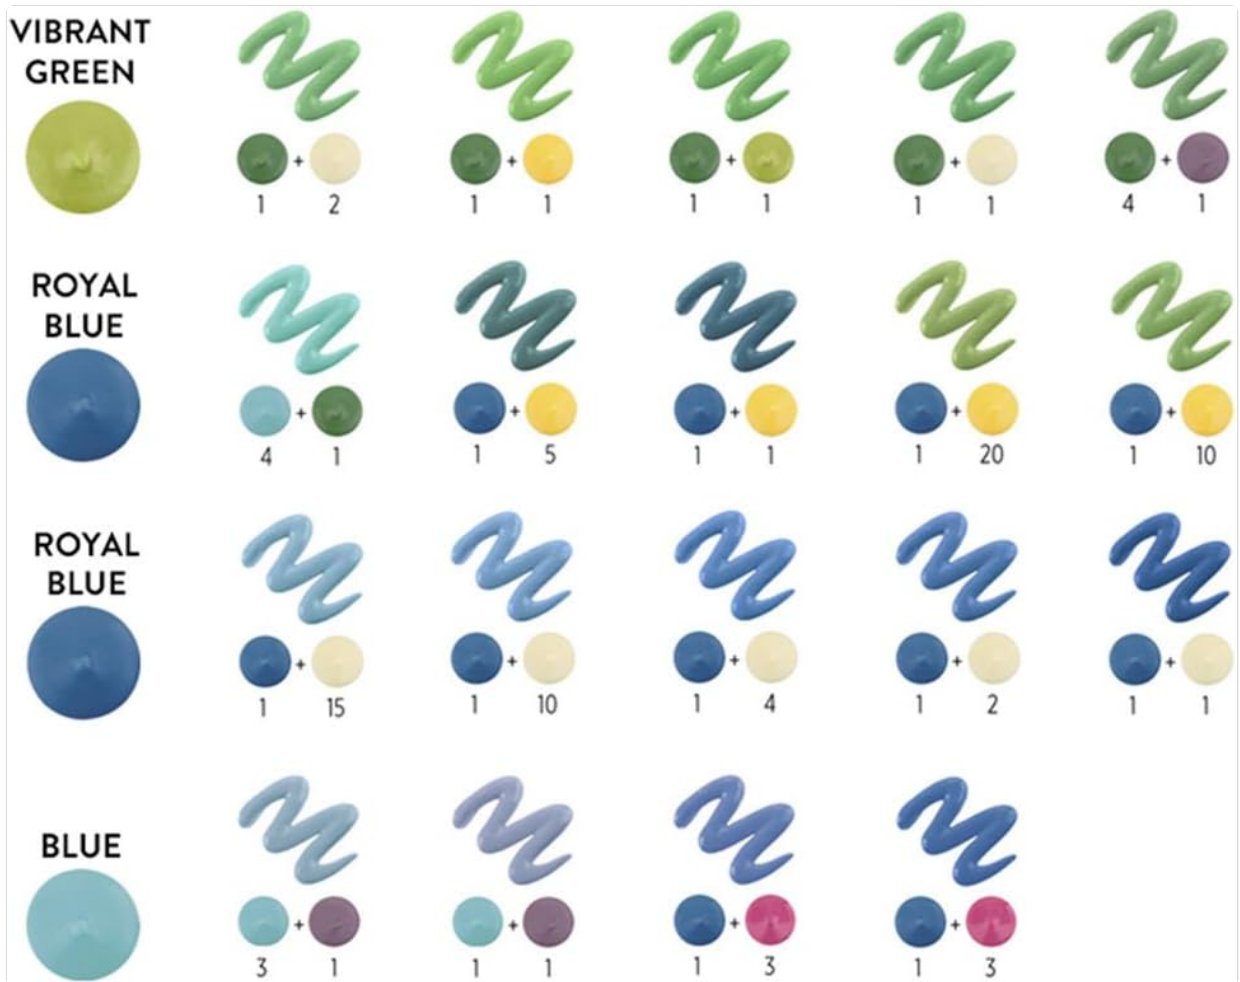 VIBRANT
GREEN
+ + + + +
1 2 1 1 1 1 1 1 4 1
ROYAL
BLUE
+ + + + +
4 1 1 5 1 1 1 20 1 10
ROYAL
BLUE
+ + + + +
1 15 1 10 1 4 1 2 1 1
BLUE
+ + + +
3 1 1 1 1 3 1 3